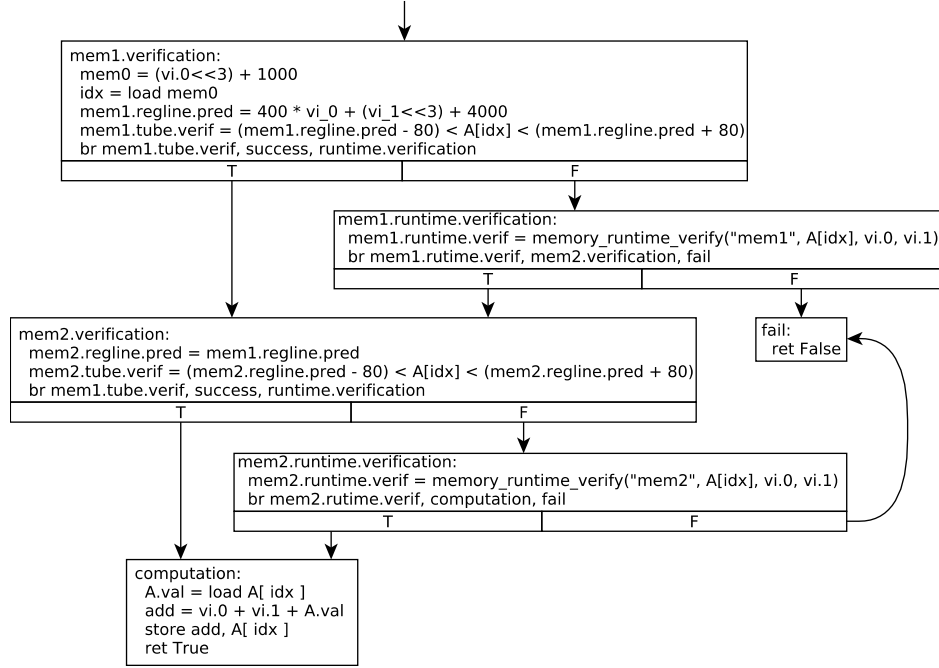 mem1.verification:
mem0 = (vi.0<<3) + 1000
idx = load mem0
mem1.regline.pred = 400 * vi_0 + (vi_1<<3) + 4000
mem1.tube.verif = (mem1.regline.pred - 80) < A[idx] < (mem1.regline.pred + 80)
br mem1.tube.verif, success, runtime.verification
T F
mem1.runtime.verification:
mem1.runtime.verif = memory_runtime_verify("mem1", A[idx], vi.0, vi.1)
br mem1.rutime.verif, mem2.verification, fail
T F
mem2.verification:
mem2.regline.pred = mem1.regline.pred
mem2.tube.verif = (mem2.regline.pred - 80) < A[idx] < (mem2.regline.pred + 80)
br mem1.tube.verif, success, runtime.verification
T F
fail:
ret False
mem2.runtime.verification:
mem2.runtime.verif = memory_runtime_verify("mem2", A[idx], vi.0, vi.1)
br mem2.rutime.verif, computation, fail
T F
computation:
A.val = load A[ idx ]
add = vi.0 + vi.1 + A.val
store add, A[ idx ]
ret True